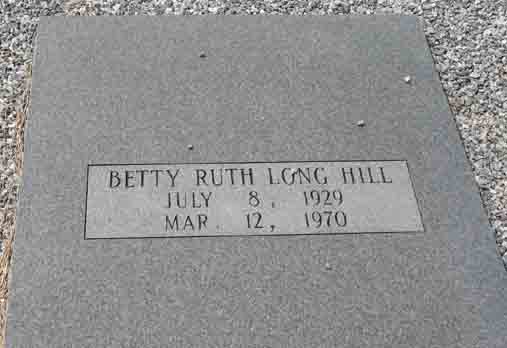 BETTY RUTH LONG HILL
JULY 8, 1929
MAR. 12, 1970